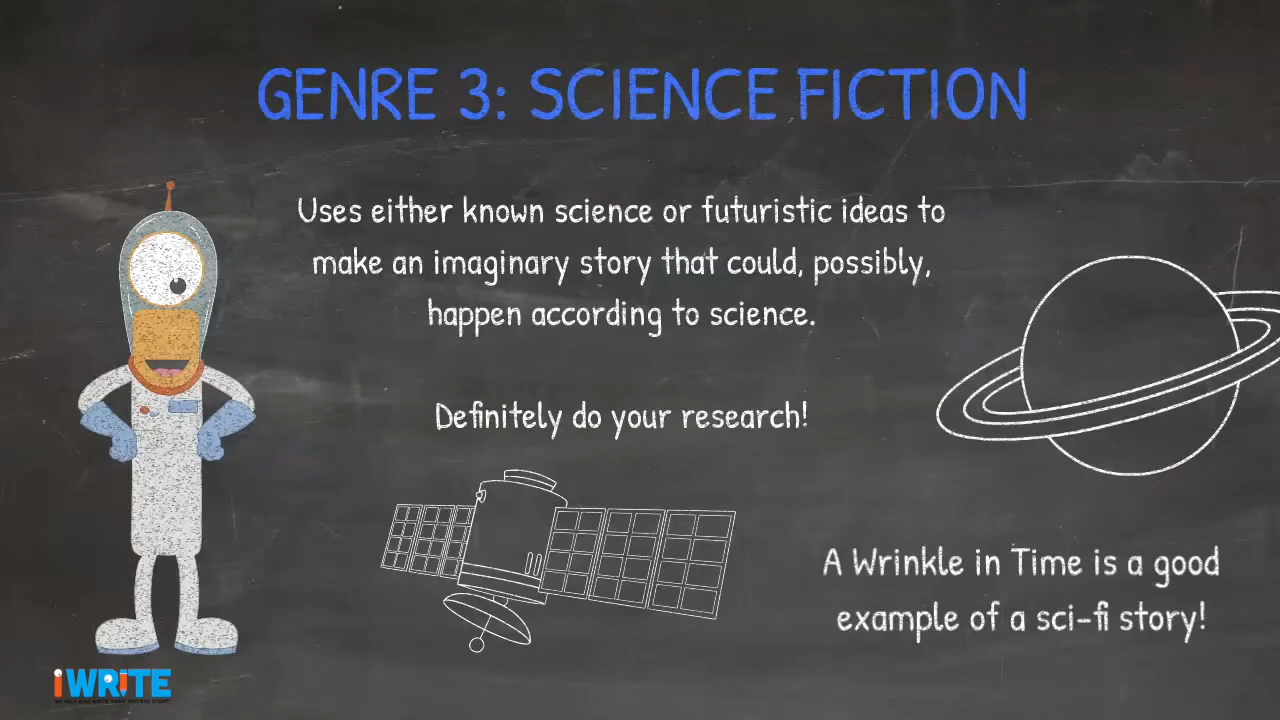 GENRE 3: SCIENCE FICTION
Uses either known science or futuristic ideas to
make an imaginary story that could, possibly,
happen according to science.
Definitely do your research!
A Wrinkle in Time is a good
example of a sci-fi story!
iWRiTE